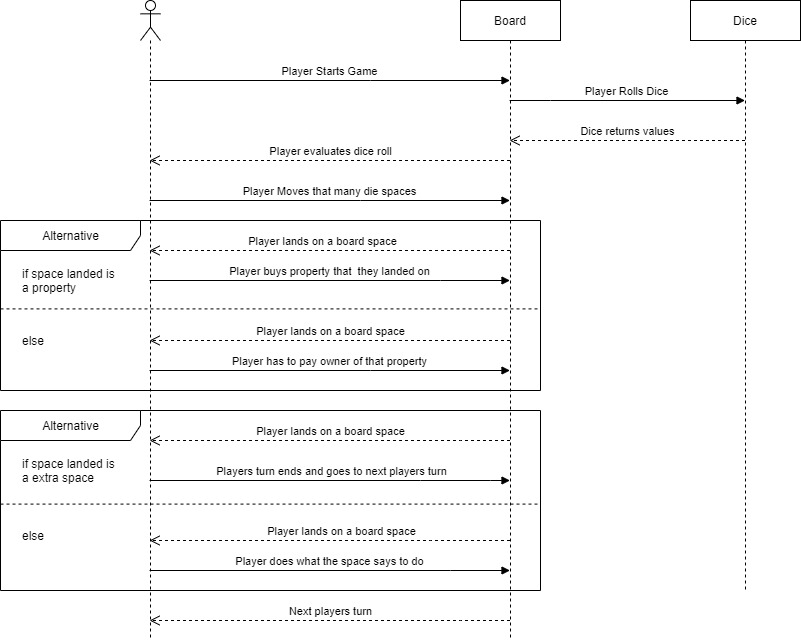 Board
Dice
Player Starts Game
Player Rolls Dice
Dice returns values
Player evaluates dice roll
Player Moves that many die spaces
Alternative
Player lands on a board space
if space landed is
a property
Player buys property that they landed on
else
Player lands on a board space
Player has to pay owner of that property
Alternative
Player lands on a board space
if space landed is
a extra space
Players turn ends and goes to next players turn
else
Player lands on a board space
Player does what the space says to do
Next players turn